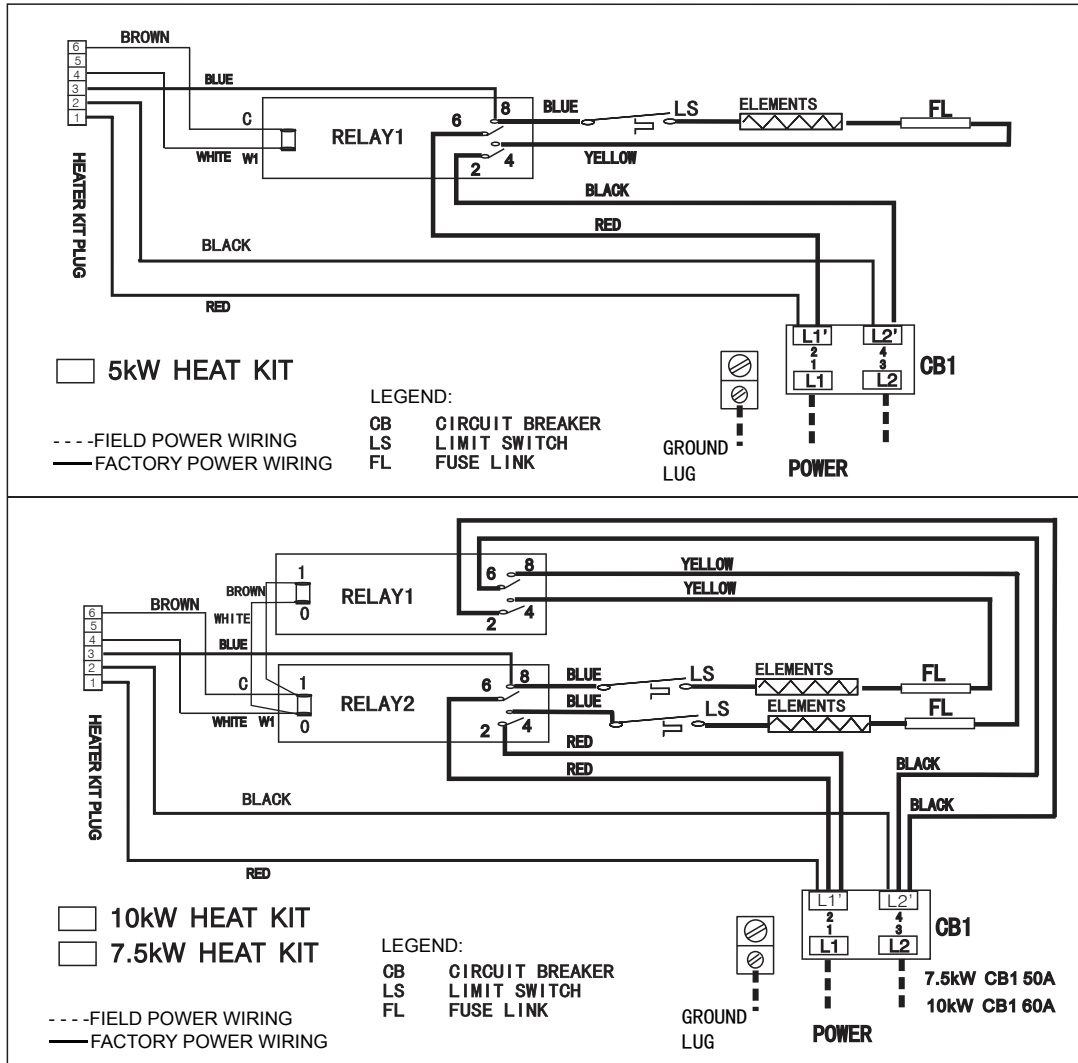 BROWN
6
5
4
3
2
1
BLUE
HEATER KIT PLUG
C
WHITE W1
RELAY1
6
8
2
4
BLUE
LS
ELEMENTS
FL
YELLOW
BLACK
RED
BLACK
RED
L1'
L2'
2
4
1
3
L1
L2
CB1
5kW HEAT KIT
----FIELD POWER WIRING
FACTORY POWER WIRING
LEGEND:
CB CIRCUIT BREAKER
LS LIMIT SWITCH
FL FUSE LINK
GROUND
LUG
POWER
1
BROWN
0
WHITE
RELAY1
6
8
2
4
YELLOW
YELLOW
BROWN
6
5
4
3
2
1
BLUE
HEATER KIT PLUG
C
1
WHITE W1
0
RELAY2
6
8
2
4
BLUE
LS
ELEMENTS
FL
BLUE
LS
ELEMENTS
FL
RED
RED
BLACK
BLACK
BLACK
RED
L1'
L2'
2
4
1
3
L1
L2
CB1
7.5kW CB1 50A
10kW CB1 60A
10kW HEAT KIT
7.5kW HEAT KIT
----FIELD POWER WIRING
FACTORY POWER WIRING
LEGEND:
CB CIRCUIT BREAKER
LS LIMIT SWITCH
FL FUSE LINK
GROUND
LUG
POWER